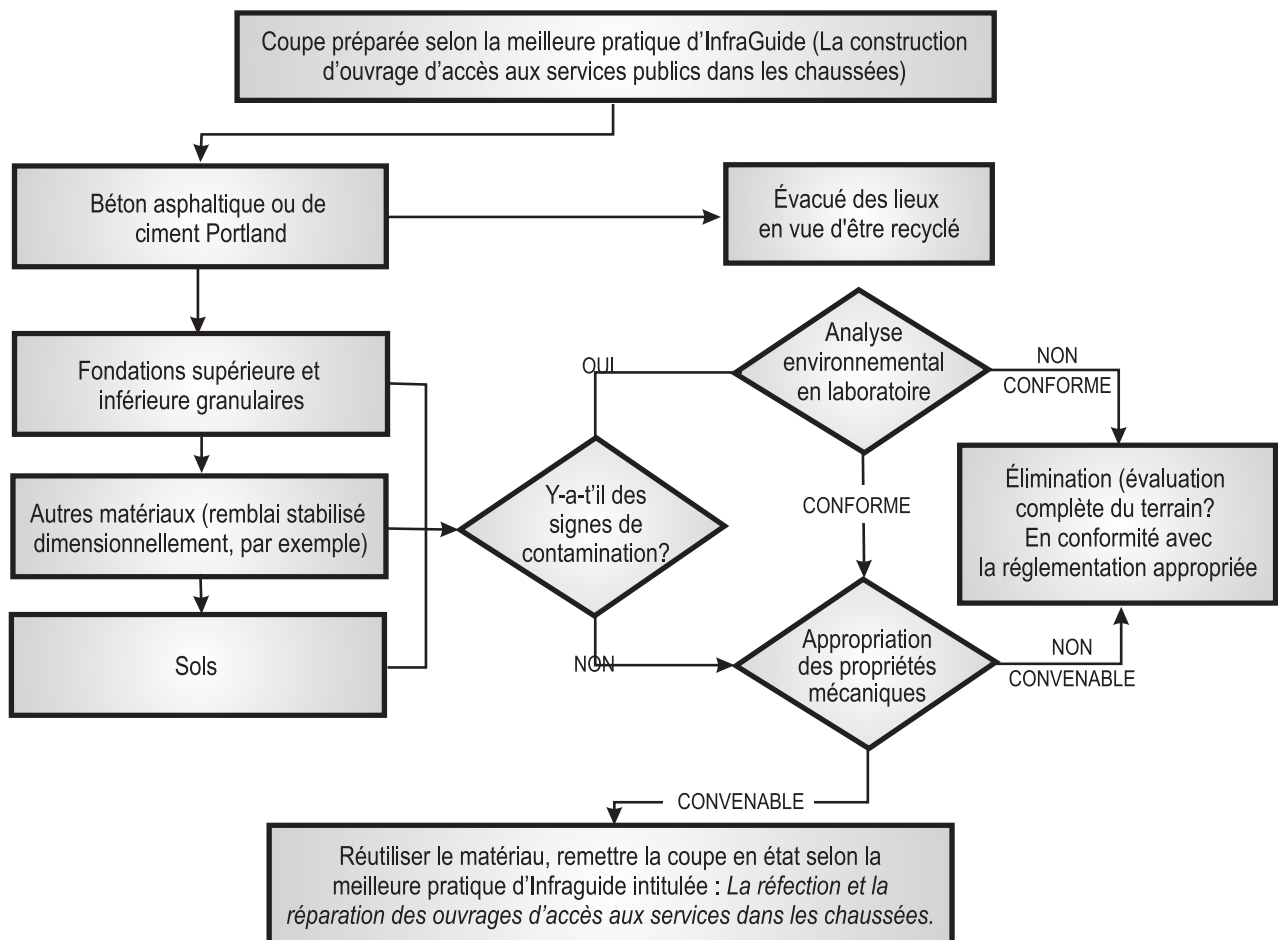 Coupe préparée selon la meilleure pratique d'InfraGuide (La construction
d'ouvrage d'accès aux services publics dans les chaussées)
Béton asphaltique ou de
ciment Portland
Évacué des lieux
en vue d'être recyclé
Fondations supérieure et
inférieure granulaires
Autres matériaux (remblai stabilisé
dimensionnellement, par exemple)
Sols
Y-a-t'il des
signes de
contamination?
OUI
NON
Analyse
environnemental
en laboratoire
NON
CONFORME
CONFORME
Élimination (évaluation
complète du terrain?
En conformité avec
la réglementation appropriée
Appropriation
des propriétés
mécaniques
NON
CONVENABLE
CONVENABLE
Réutiliser le matériau, remettre la coupe en état selon la
meilleure pratique d'Infraguide intitulée : La réfection et la
réparation des ouvrages d'accès aux services dans les chaussées.